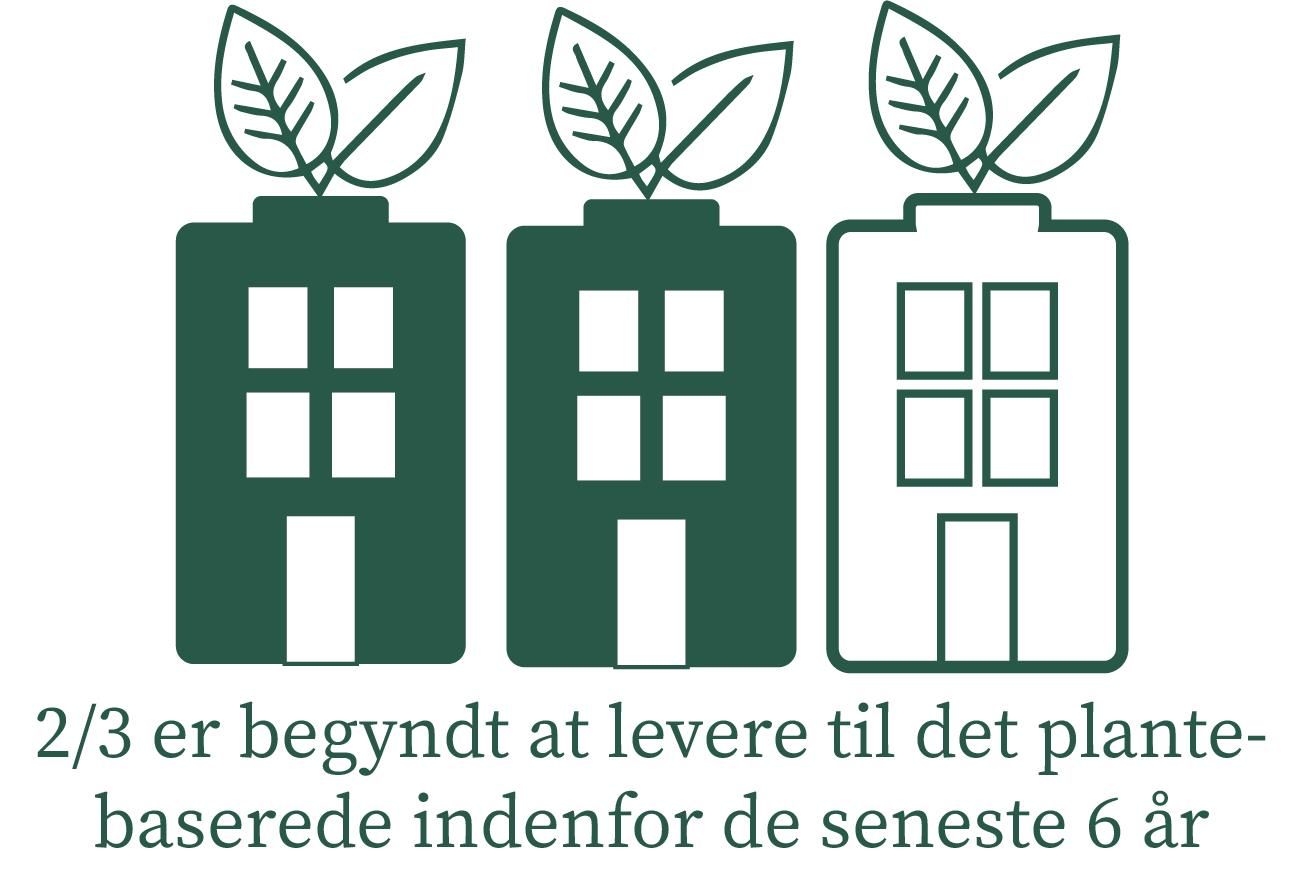 2/3 er begyndt at levere til det plante-
baserede indenfor de seneste 6 år